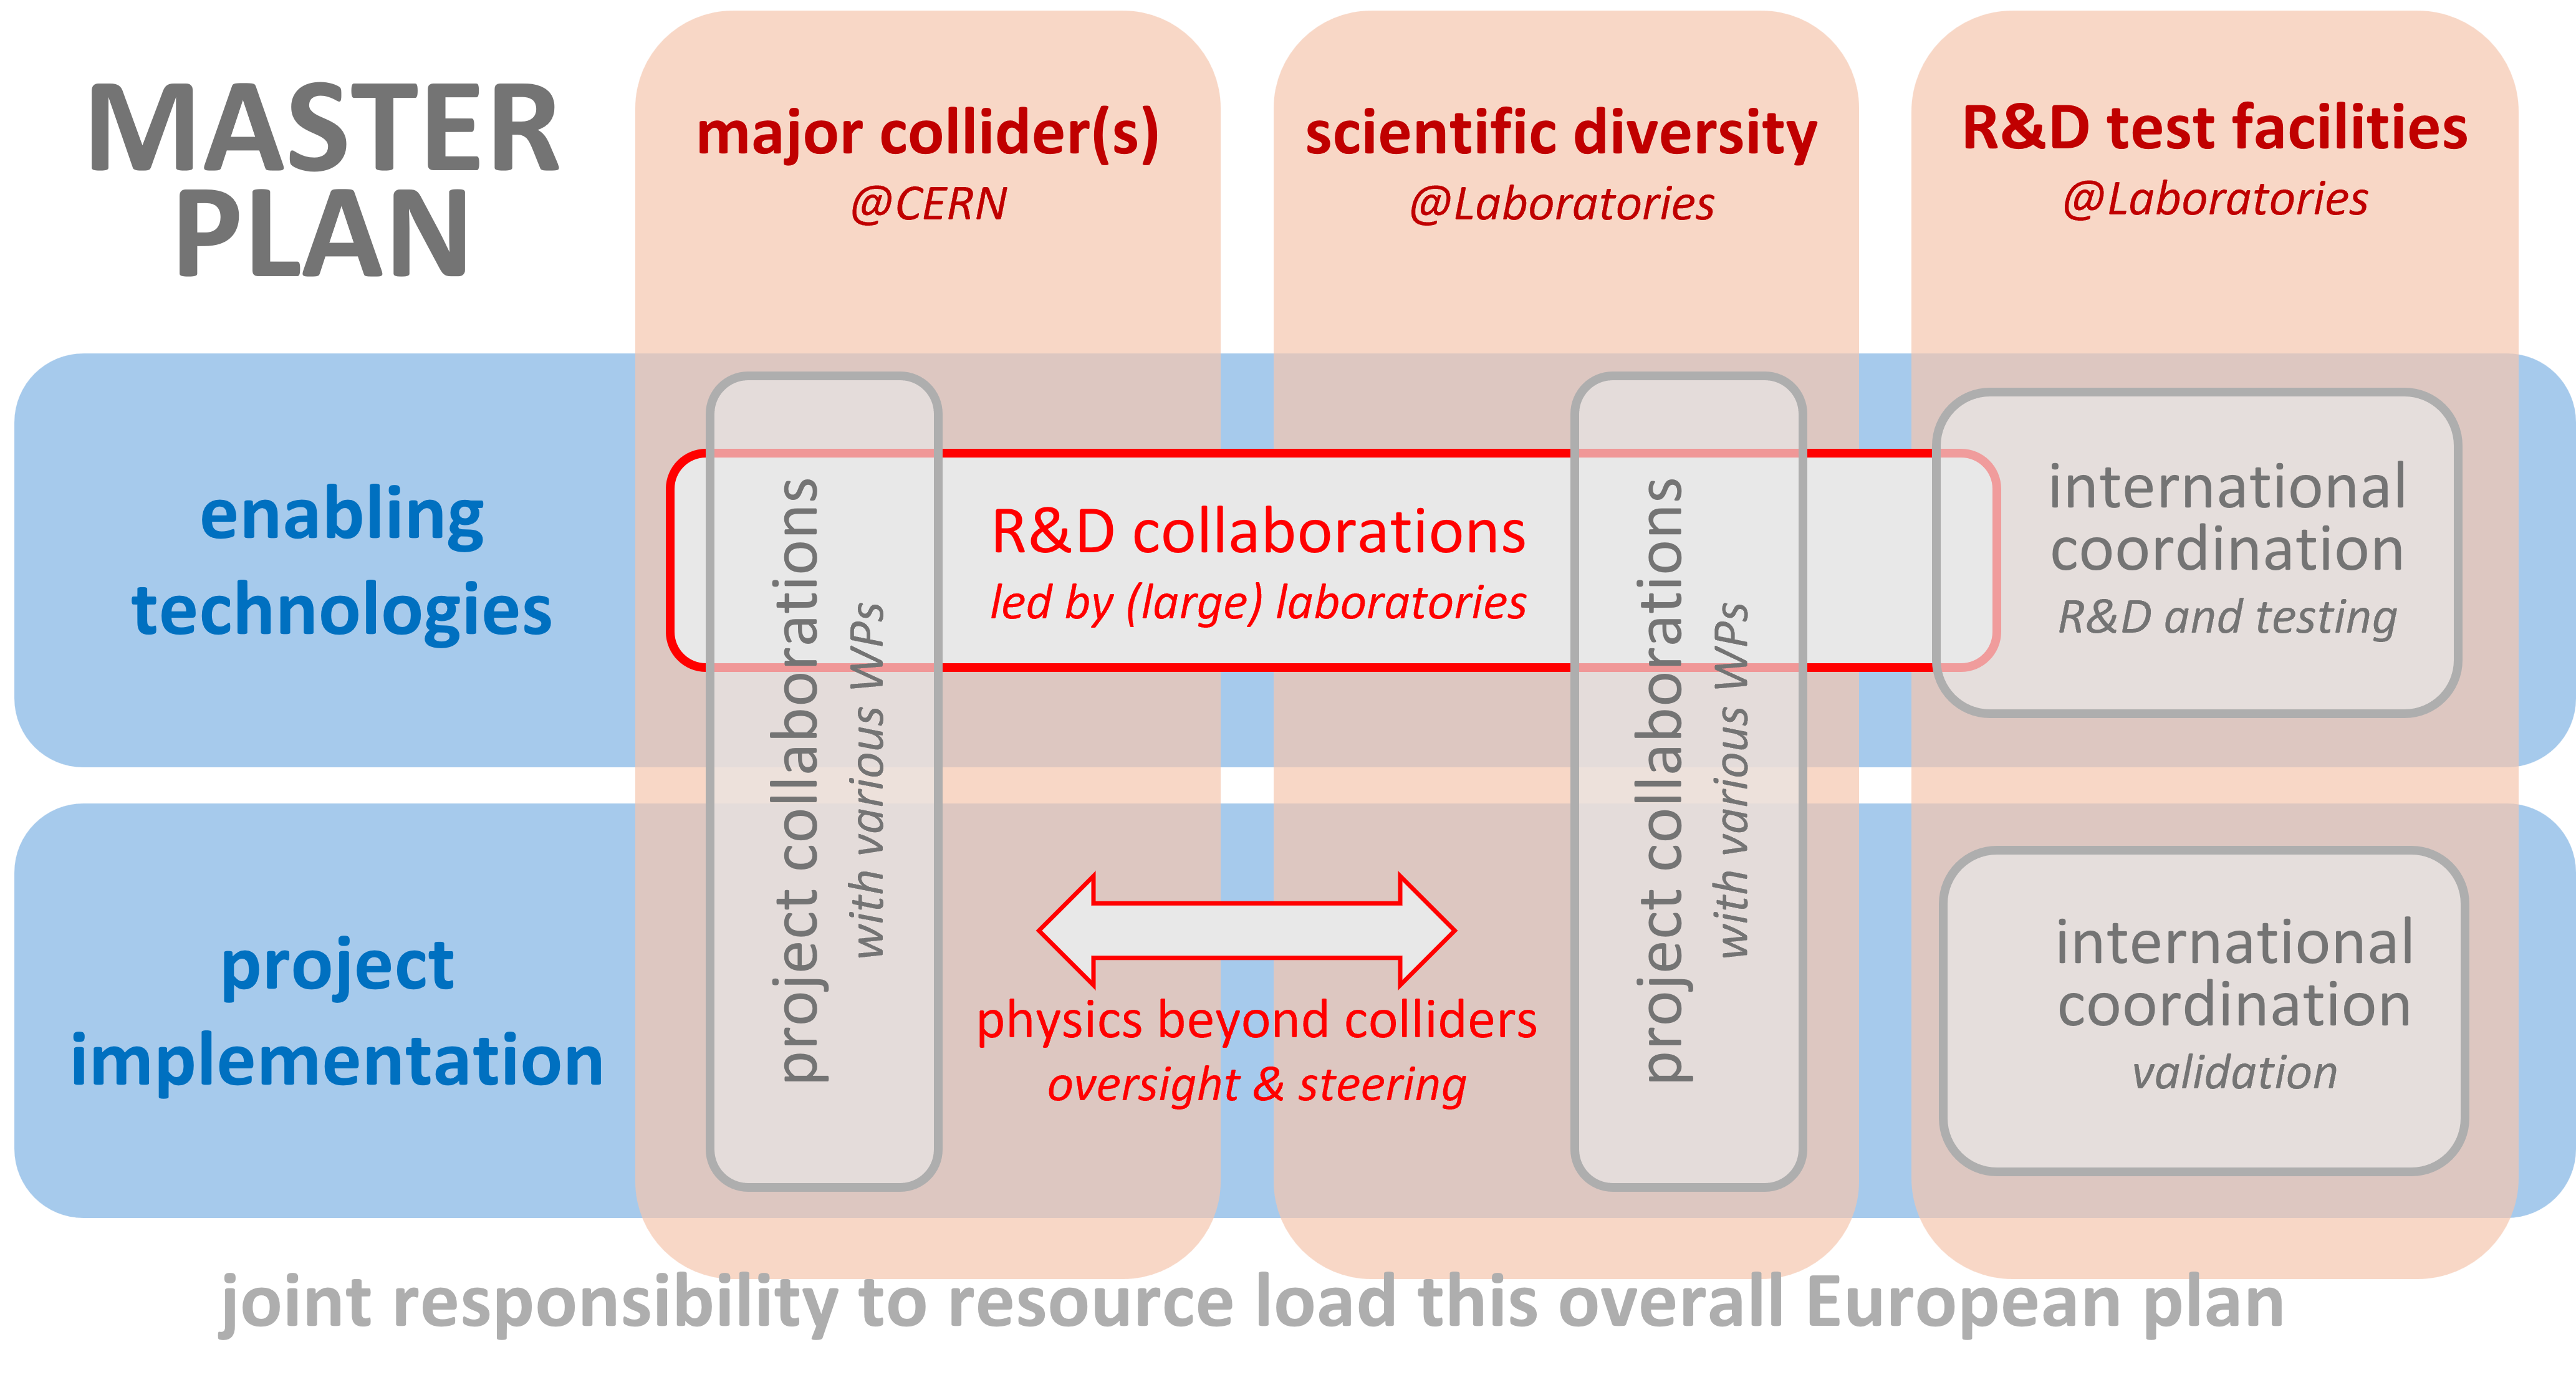 MASTER
PLAN
major collider(s)
@CERN
scientific diversity
@Laboratories
R&D test facilities
@Laboratories
enabling
technologies
project collaborations
with various WPs
R&D collaborations
led by (large) laboratories
project collaborations
with various WPs
international
coordination
R&D and testing
project
implementation
physics beyond colliders
oversight & steering
international
coordination
validation
joint responsibility to resource load this overall European plan